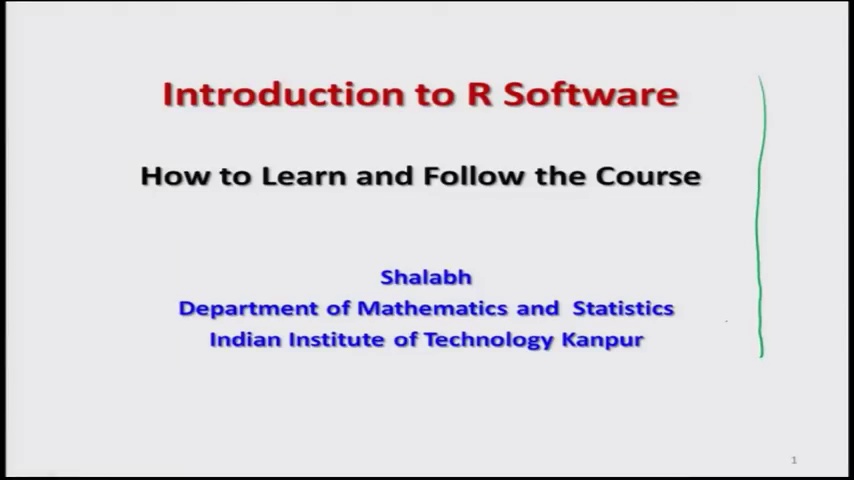 Introduction to R Software
How to Learn and Follow the Course
Shalabh
Department of Mathematics and Statistics
Indian Institute of Technology Kanpur
1